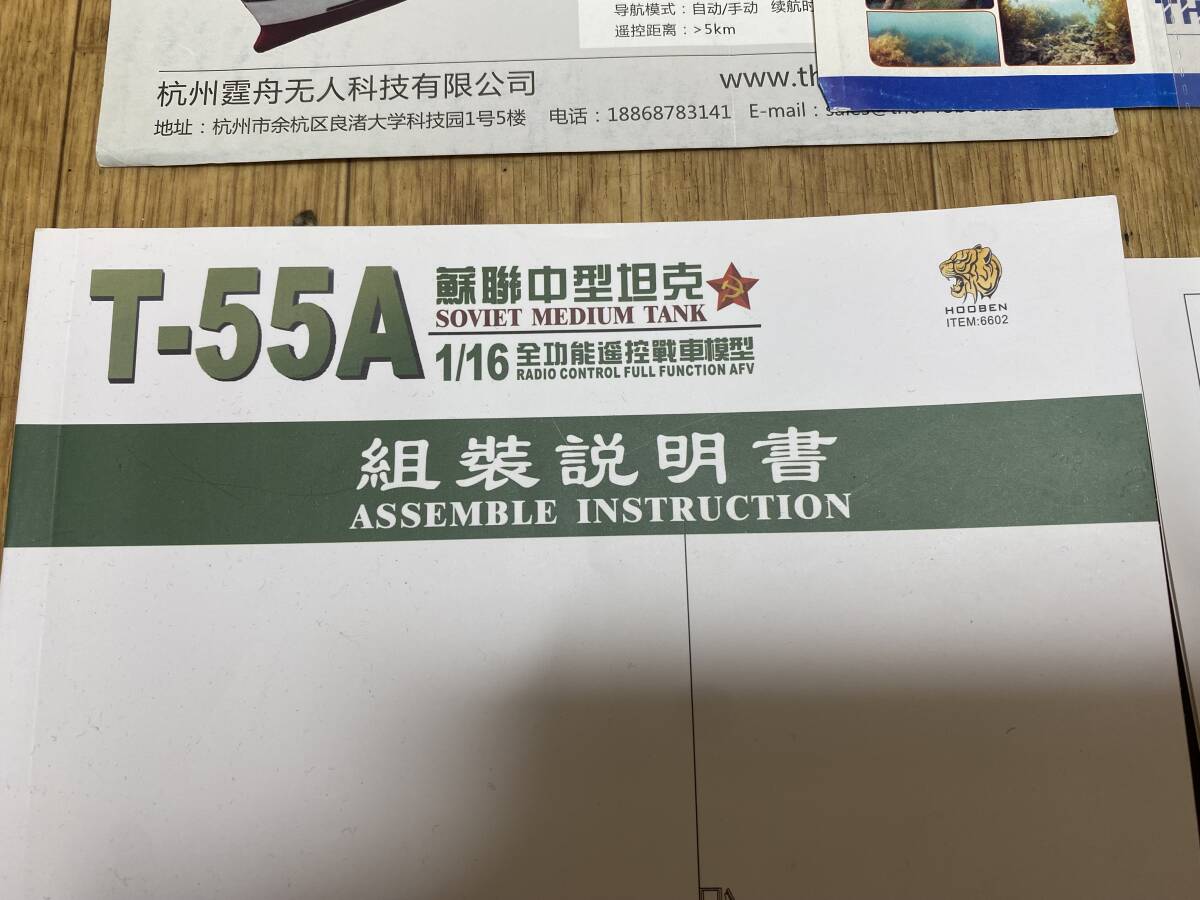 导航模式：自动/手动 续航时
遥控距离：>5km
杭州霆舟无人科技有限公司
www.th
地址：杭州市余杭区良渚大学科技园1号5楼 电话：18868783141 E-mail：
TH
T-55A
蘇聯中型坦克
SOVIET MEDIUM TANK
1/16 全功能遥控戰車模型
RADIO CONTROL FULL FUNCTION AFV
HOOBEN
ITEM:6602
組裝説明書
ASSEMBLE INSTRUCTION